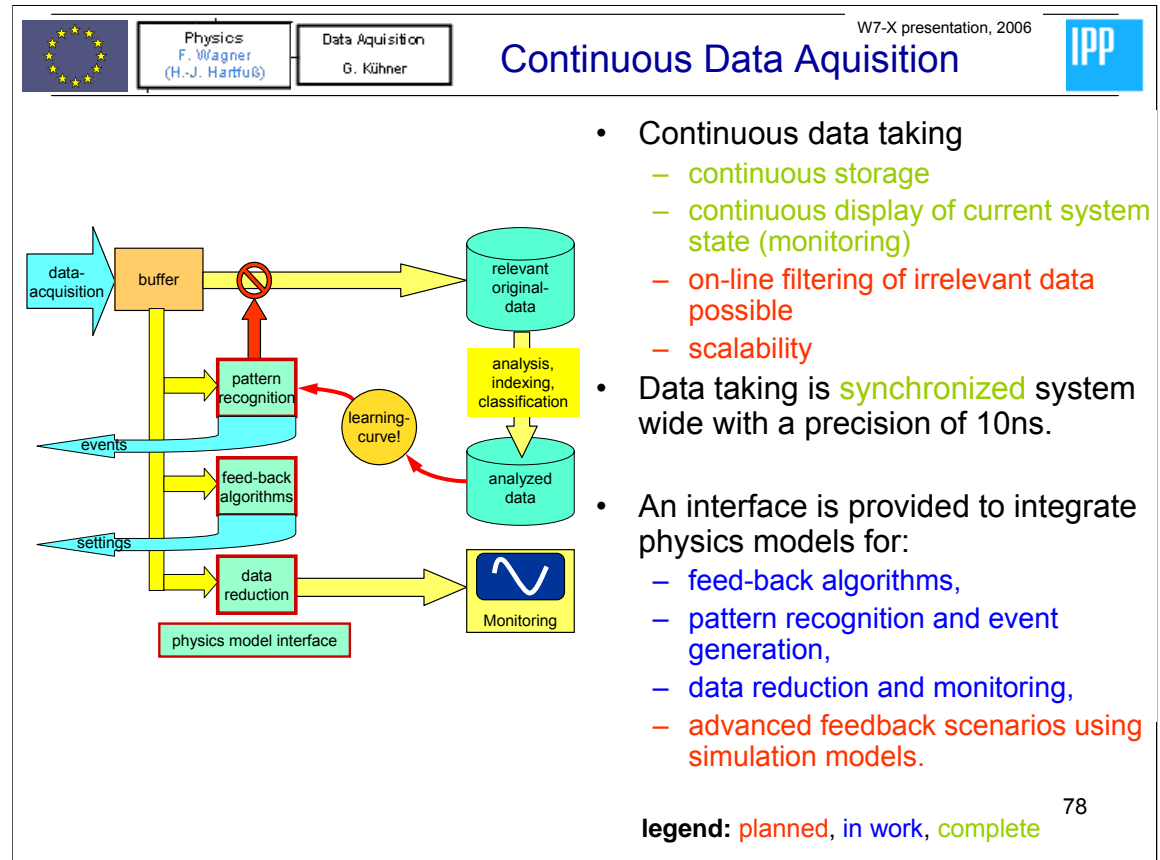 Physics
F. Wagner
(H.-J. Hartfuß)
Data Aquisition
G. Kühner
W7-X presentation, 2006
Continuous Data Aquisition
IPP
data-
acquisition
buffer
relevant
original-
data
pattern
recognition
analysis,
indexing,
classification
learning-
curve!
events
feed-back
algorithms
analyzed
data
settings
data
reduction
Monitoring
physics model interface
• Continuous data taking
– continuous storage
– continuous display of current system
state (monitoring)
– on-line filtering of irrelevant data
possible
– scalability
• Data taking is synchronized system
wide with a precision of 10ns.
• An interface is provided to integrate
physics models for:
– feed-back algorithms,
– pattern recognition and event
generation,
– data reduction and monitoring,
– advanced feedback scenarios using
simulation models.
78
legend: planned, in work, complete